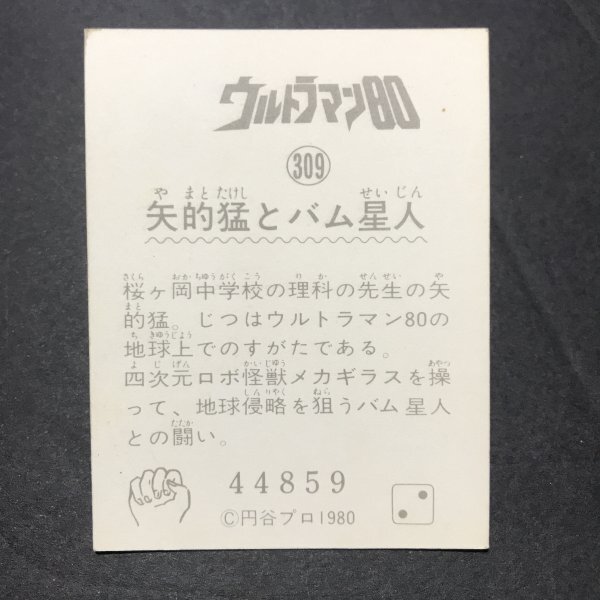 ウルトラマン80
309
や まと たけし せい じん
矢的猛とバム星人
さくら おか ちゅう がく こう り か せん せい や
桜ヶ岡中学校の理科の先生の矢
まと
的猛。じつはウルトラマン80の
ち きゅうじょう
地球上でのすがたである。
よ じ げん かい じゅう あやつ
四次元ロボ怪獣メカギラスを操
しん りゃく ねら
って、地球侵略を狙うバム星人
たたか
との闘い。
44859
©円谷プロ1980